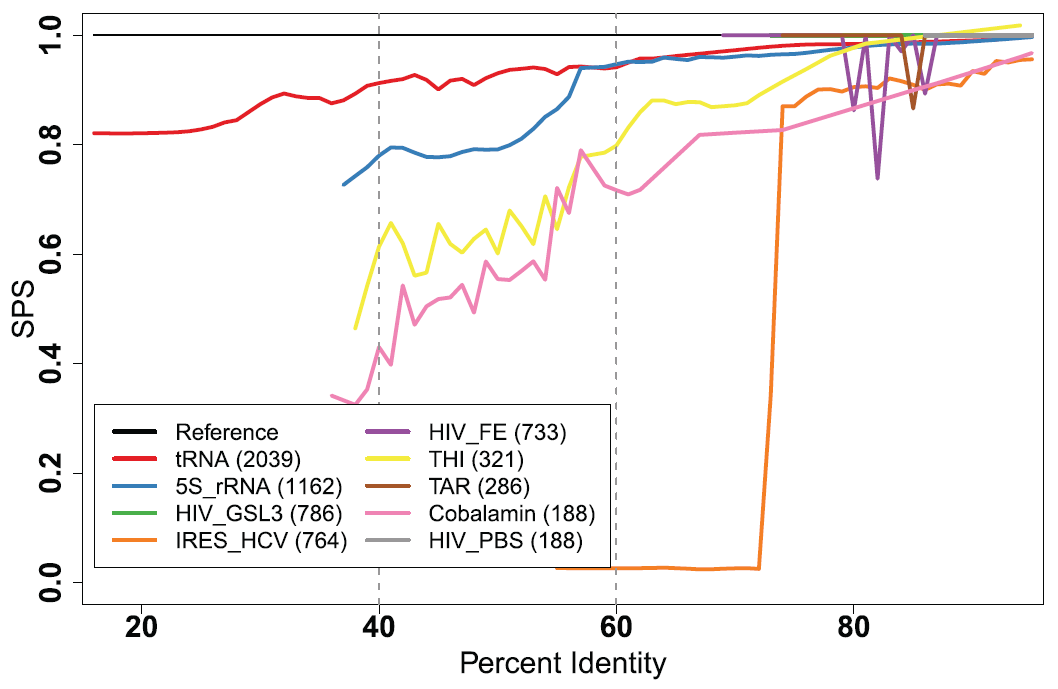 1.0
0.8
0.6
0.4
0.2
0.0
SPS
Reference
tRNA (2039)
5S_rRNA (1162)
HIV_GSL3 (786)
IRES_HCV (764)
HIV_FE (733)
THI (321)
TAR (286)
Cobalamin (188)
HIV_PBS (188)
20 40 60 80
Percent Identity